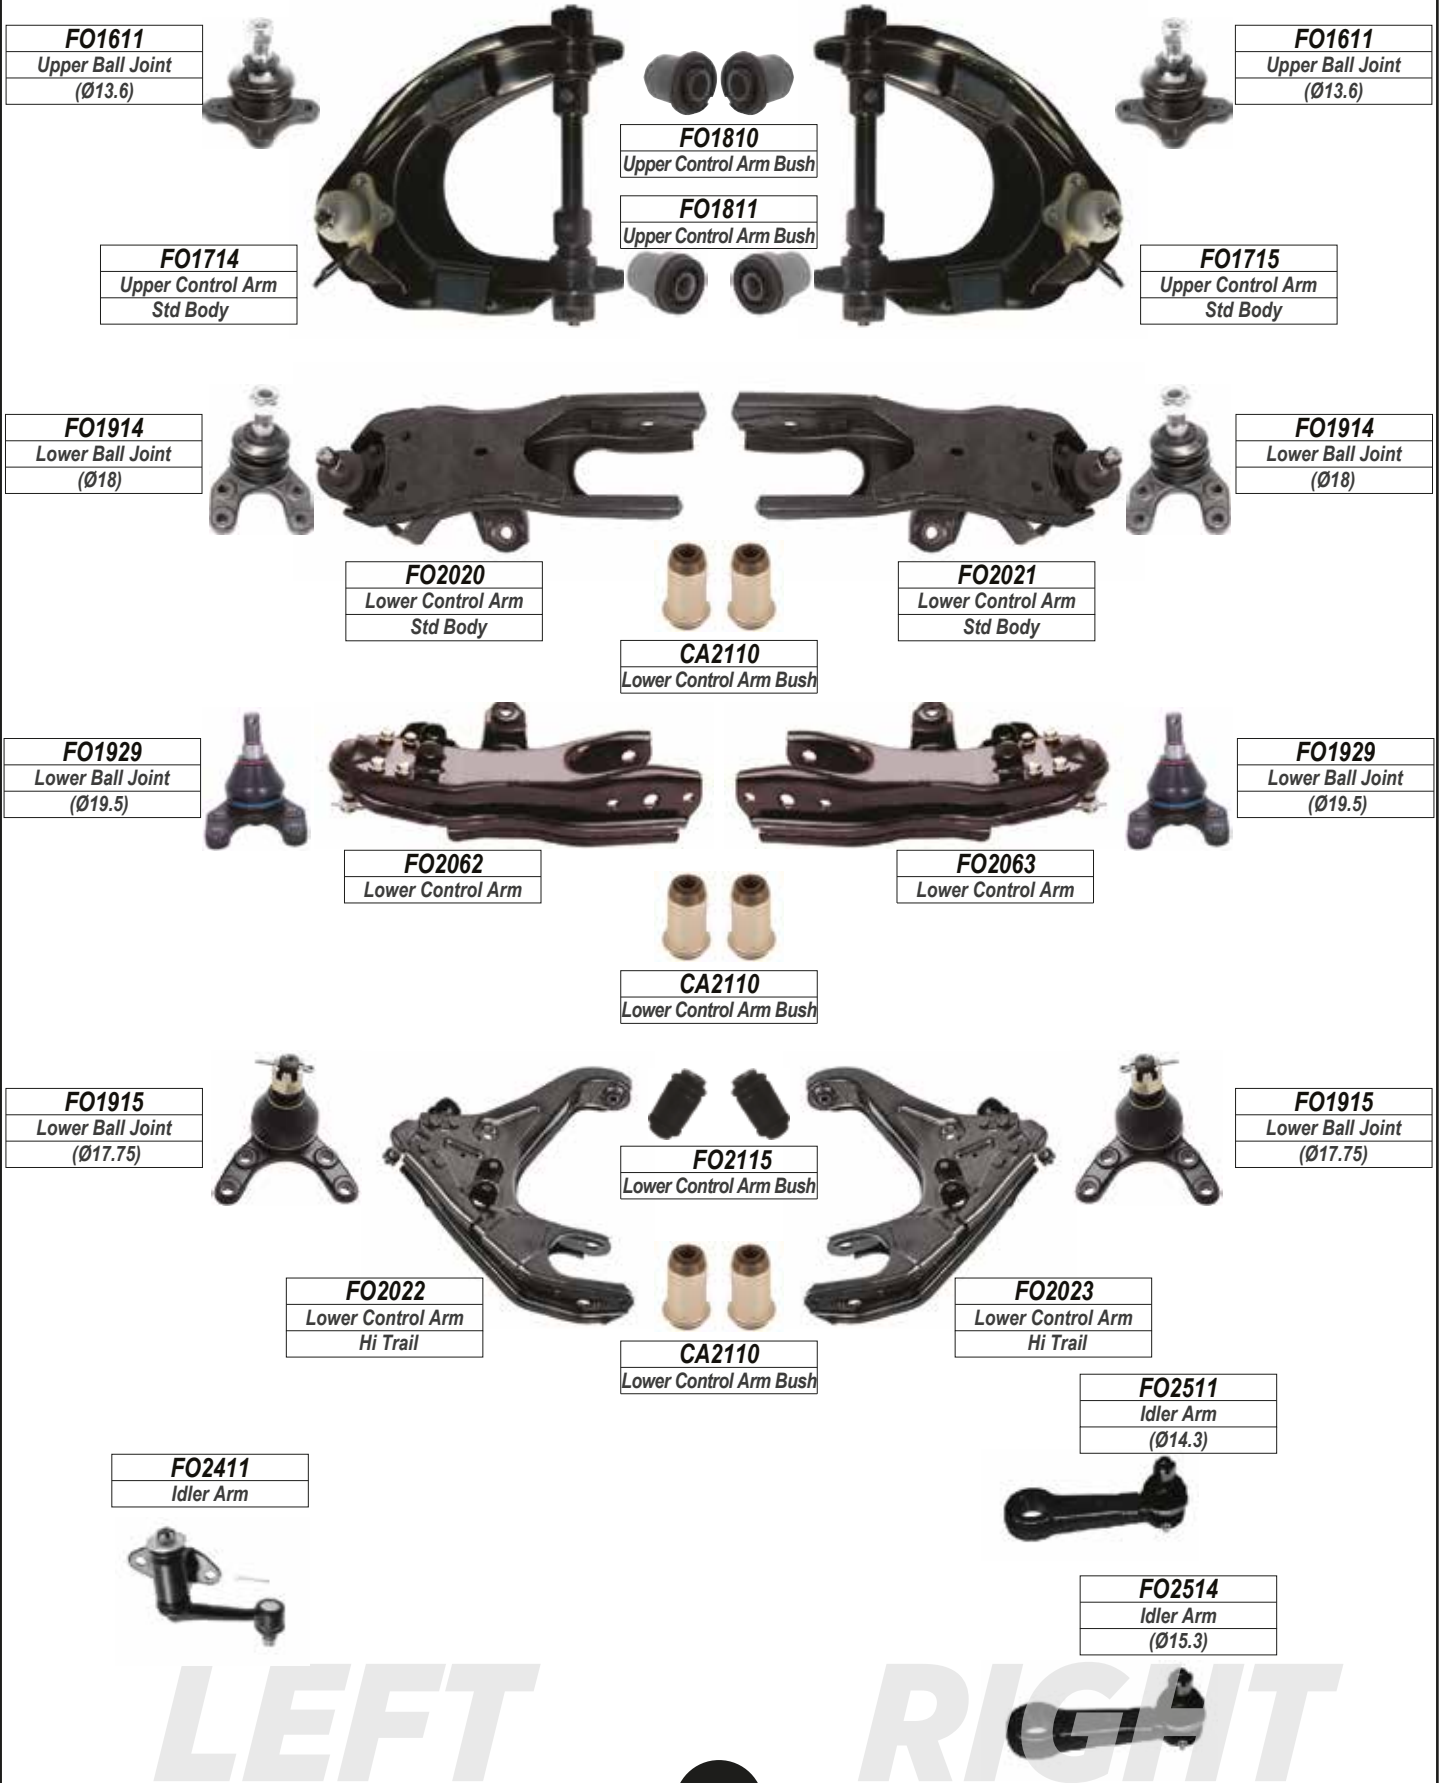 FO1611
Upper Ball Joint
(Ø13.6)
FO1611
Upper Ball Joint
(Ø13.6)
FO1810
Upper Control Arm Bush
FO1811
Upper Control Arm Bush
FO1714
Upper Control Arm
Std Body
FO1715
Upper Control Arm
Std Body
FO1914
Lower Ball Joint
(Ø18)
FO1914
Lower Ball Joint
(Ø18)
FO2020
Lower Control Arm
Std Body
FO2021
Lower Control Arm
Std Body
CA2110
Lower Control Arm Bush
FO1929
Lower Ball Joint
(Ø19.5)
FO1929
Lower Ball Joint
(Ø19.5)
FO2062
Lower Control Arm
FO2063
Lower Control Arm
CA2110
Lower Control Arm Bush
FO1915
Lower Ball Joint
(Ø17.75)
FO1915
Lower Ball Joint
(Ø17.75)
FO2115
Lower Control Arm Bush
FO2022
Lower Control Arm
Hi Trail
FO2023
Lower Control Arm
Hi Trail
CA2110
Lower Control Arm Bush
FO2511
Idler Arm
(Ø14.3)
FO2411
Idler Arm
FO2514
Idler Arm
(Ø15.3)
LEFT
RIGHT